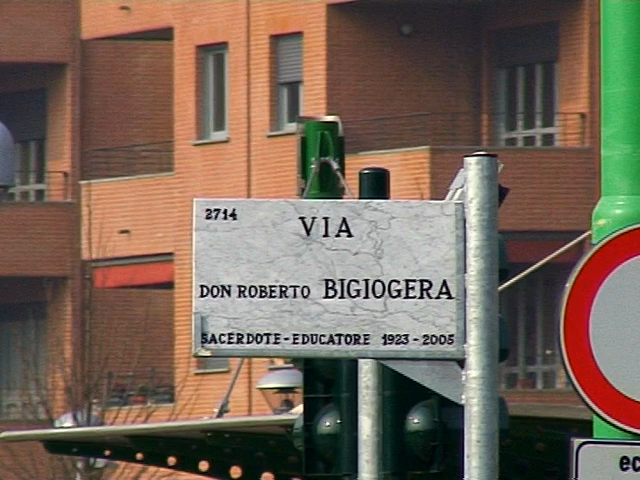 2714
VIA
DON ROBERTO BIGIOGERA
SACERDOTE - EDUCATORE 1923 - 2005